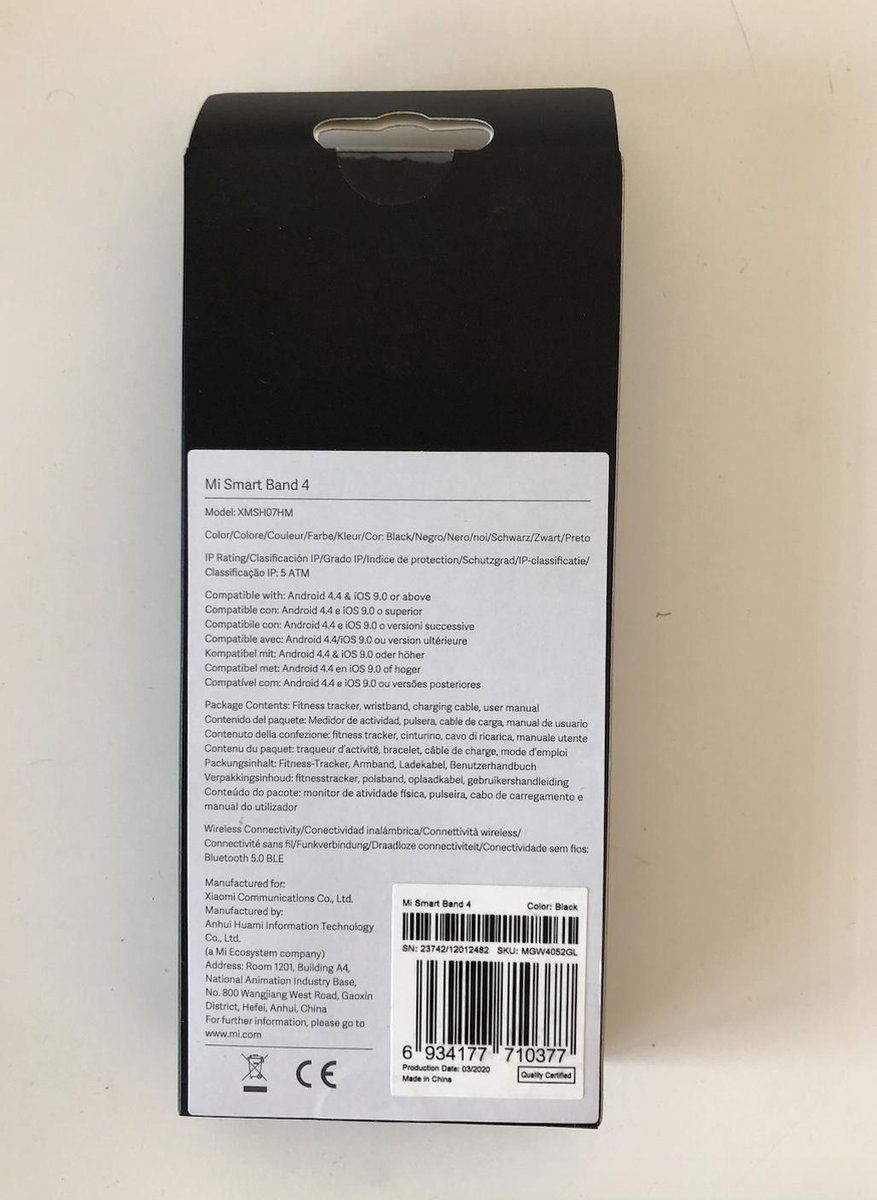 Mi Smart Band 4
Model: XMSH07HM
Color/Colore/Couleur/Farbe/Kleur/Cor: Black/Negro/Nero/noi/Schwarz/Zwart/Preto
IP Rating/Clasificación IP/Grado IP/Indice de protection/Schutzgrad/IP-classificatie/
Classificação IP: 5 ATM
Compatible with: Android 4.4 & iOS 9.0 or above
Compatible con: Android 4.4 e iOS 9.0 o superior
Compatibile con: Android 4.4 e iOS 9.0 o versioni successive
Compatible avec: Android 4.4/iOS 9.0 ou version ultérieure
Kompatibel mit: Android 4.4 & iOS 9.0 oder höher
Compatibel met: Android 4.4 en iOS 9.0 of hoger
Compatível com: Android 4.4 e iOS 9.0 ou versões posteriores
Package Contents: Fitness tracker, wristband, charging cable, user manual
Contenido del paquete: Medidor de actividad, pulsera, cable de carga, manual de usuario
Contenuto della confezione: fitness tracker, cinturino, cavo di ricarica, manuale utente
Contenu du paquet: traqueur d'activité, bracelet, câble de charge, mode d'emploi
Packungsinhalt: Fitness-Tracker, Armband, Ladekabel, Benutzerhandbuch
Verpakkingsinhoud: fitnesstracker, polsband, oplaadkabel, gebruikershandleiding
Conteúdo do pacote: monitor de atividade física, pulseira, cabo de carregamento e
manual do utilizador
Wireless Connectivity/Conectividad inalámbrica/Connettività wireless/
Connectivité sans fil/Funkverbindung/Draadloze connectiviteit/Conectividade sem fios:
Bluetooth 5.0 BLE
Manufactured for:
Xiaomi Communications Co., Ltd.
Manufactured by:
Anhui Huami Information Technology
Co., Ltd.
(a Mi Ecosystem company)
Address: Room 1201, Building A4,
National Animation Industry Base,
No. 800 Wangjiang West Road, Gaoxin
District, Hefei, Anhui, China
For further information, please go to
www.mi.com
CE
Mi Smart Band 4 Color: Black
SN: 23742/12012482 SKU: MGW4052GL
6 934177 710377
Production Date: 03/2020
Made in China
Quality Certified